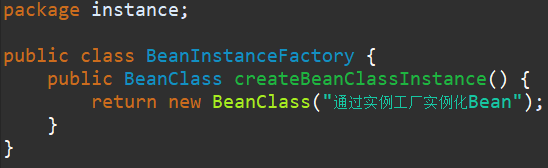 package instance;
public class BeanInstanceFactory {
public BeanClass createBeanClassInstance() {
return new BeanClass("通过实例工厂实例化Bean");
}
}